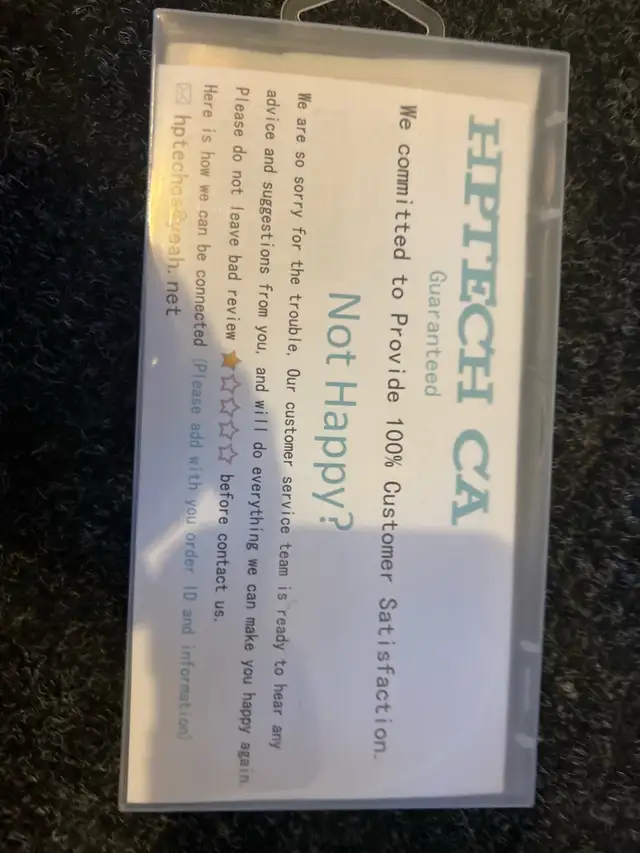 HPTECH CA
Guaranteed
We committed to Provide 100% Customer Satisfaction.
Not Happy?
We are so sorry for the trouble, Our customer service team is ready to hear any
advice and suggestions from you, and will do everything we can make you happy again.
Please do not leave bad review ★☆☆☆☆ before contact us.
Here is how we can be connected (Please add with you order ID and information)
✉ hptechcs@yeah.net